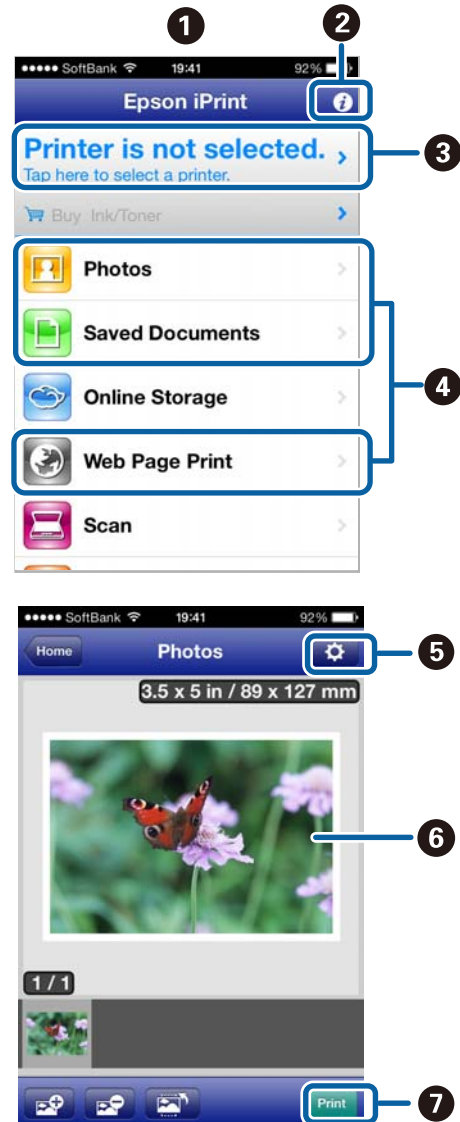 1
2
SoftBank 19:41 92%
Epson iPrint
Printer is not selected.
Tap here to select a printer.
3
Buy Ink/Toner
Photos
Saved Documents
4
Online Storage
Web Page Print
Scan
SoftBank 19:41 92%
Home Photos
5
3.5 x 5 in / 89 x 127 mm
6
1 / 1
Print
7